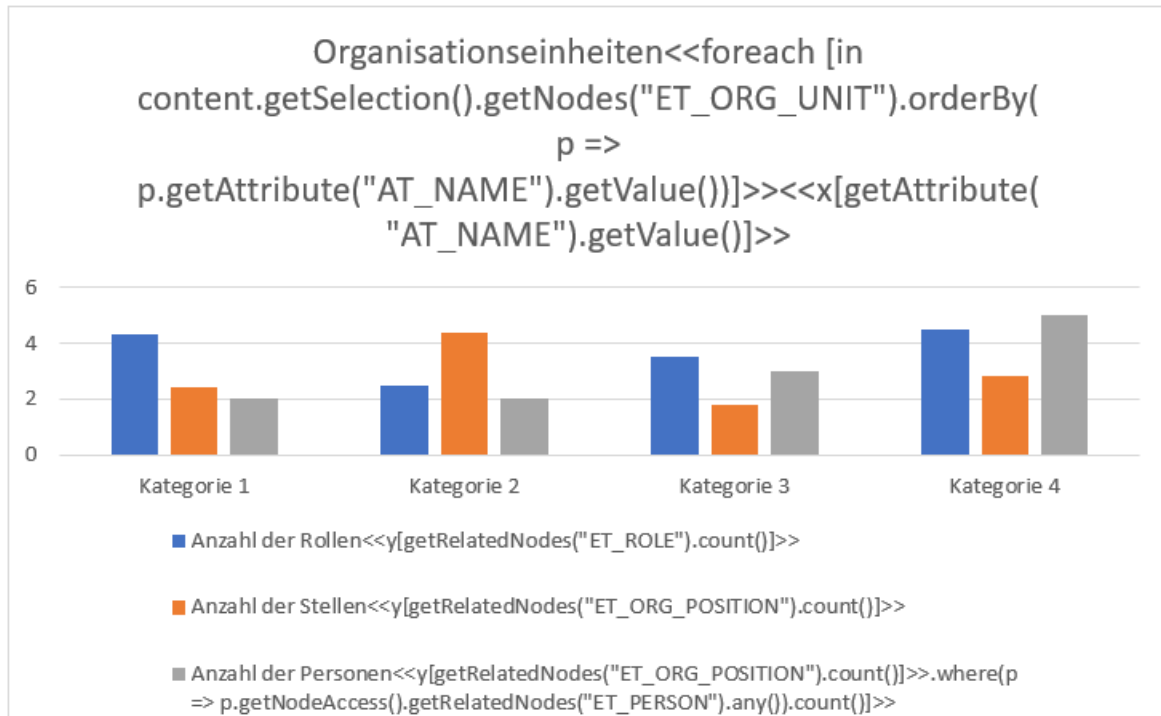 Organisationseinheiten<<foreach [in
content.getSelection().getNodes("ET_ORG_UNIT").orderBy(
p =>
p.getAttribute("AT_NAME").getValue())]>><<x[getAttribute(
"AT_NAME").getValue()]>>
6
4
2
0
Kategorie 1 Kategorie 2 Kategorie 3 Kategorie 4
Anzahl der Rollen<<y[getRelatedNodes("ET_ROLE").count()]>>
Anzahl der Stellen<<y[getRelatedNodes("ET_ORG_POSITION").count()]>>
Anzahl der Personen<<y[getRelatedNodes("ET_ORG_POSITION").count()]>>.where(p
=> p.getNodeAccess().getRelatedNodes("ET_PERSON").any()).count()]>>